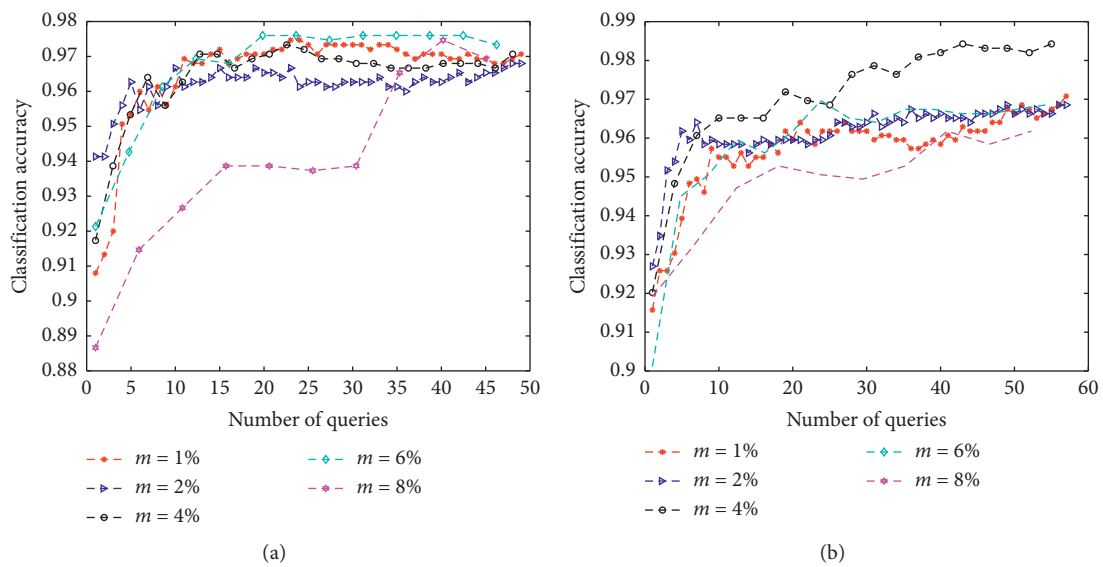 0.98
0.97
0.96
0.95
0.94
0.93
0.92
0.91
0.9
0.89
0.88
Classification accuracy
0 5 10 15 20 25 30 35 40 45 50
Number of queries
m = 1%
m = 2%
m = 4%
m = 6%
m = 8%
(a)
0.99
0.98
0.97
0.96
0.95
0.94
0.93
0.92
0.91
0.9
Classification accuracy
0 10 20 30 40 50 60
Number of queries
m = 1%
m = 2%
m = 4%
m = 6%
m = 8%
(b)